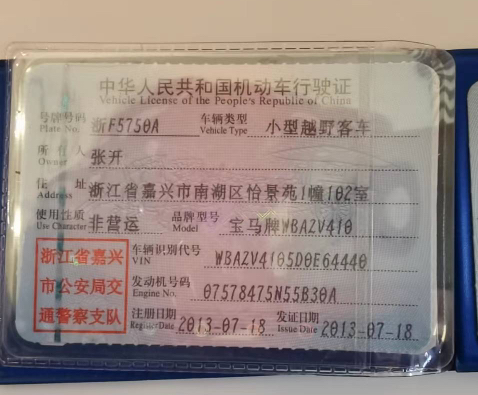 中华人民共和国机动车行驶证
Vehicle License of the People's Republic of China
号牌号码 浙F5750A 车辆类型 小型越野客车
Plate No. Vehicle Type
所有人 张开
Owner
住址 浙江省嘉兴市南湖区怡景苑1幢102室
Address
使用性质 非营运 品牌型号 宝马牌WBAZV410
Use Character Model
浙江省嘉兴
市公安局交
通警察支队
车辆识别代号 WBAZV4105D0E64440
VIN
发动机号码 07578475N55B30A
Engine No.
注册日期 2013-07-18 发证日期 2013-07-18
Register Date Issue Date